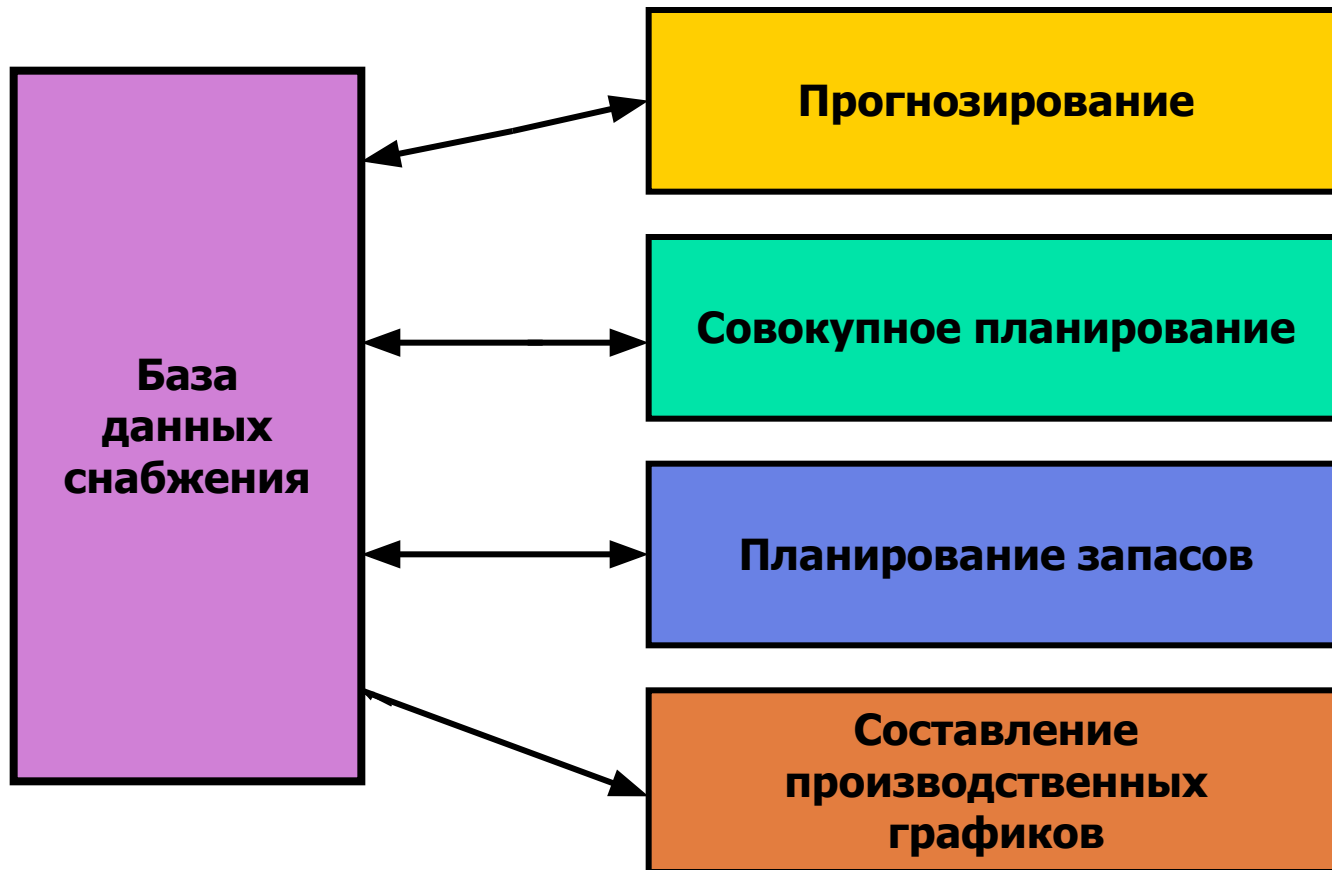 База
данных
снабжения
Прогнозирование
Совокупное планирование
Планирование запасов
Составление
производственных
графиков